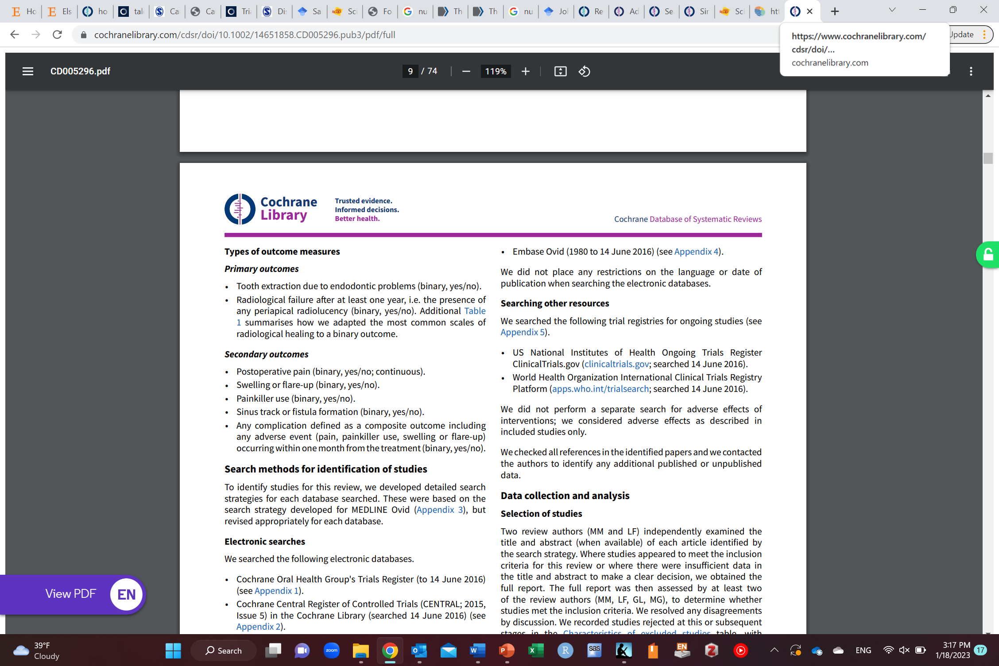 Ho
Els
ho
tal
Ca
Ca
Tria
Di
Sa
Sci
Fo
nu
Th
Th
nu
Jol
Re
Ad
Se
Sir
Sci
htt
cochranelibrary.com/cdsr/doi/10.1002/14651858.CD005296.pub3/pdf/full
Update
https://www.cochranelibrary.com/
cdsr/doi/...
cochranelibrary.com
CD005296.pdf
9 / 74
119%
Cochrane
Library
Trusted evidence.
Informed decisions.
Better health.
Cochrane Database of Systematic Reviews
Types of outcome measures
Primary outcomes
• Tooth extraction due to endodontic problems (binary, yes/no).
• Radiological failure after at least one year, i.e. the presence of
any periapical radiolucency (binary, yes/no). Additional Table
1 summarises how we adapted the most common scales of
radiological healing to a binary outcome.
Secondary outcomes
• Postoperative pain (binary, yes/no; continuous).
• Swelling or flare-up (binary, yes/no).
• Painkiller use (binary, yes/no).
• Sinus track or fistula formation (binary, yes/no).
• Any complication defined as a composite outcome including
any adverse event (pain, painkiller use, swelling or flare-up)
occurring within one month from the treatment (binary, yes/no).
Search methods for identification of studies
To identify studies for this review, we developed detailed search
strategies for each database searched. These were based on the
search strategy developed for MEDLINE Ovid (Appendix 3), but
revised appropriately for each database.
Electronic searches
We searched the following electronic databases.
• Cochrane Oral Health Group's Trials Register (to 14 June 2016)
(see Appendix 1).
• Cochrane Central Register of Controlled Trials (CENTRAL; 2015,
Issue 5) in the Cochrane Library (searched 14 June 2016) (see
Appendix 2).
• Embase Ovid (1980 to 14 June 2016) (see Appendix 4).
We did not place any restrictions on the language or date of
publication when searching the electronic databases.
Searching other resources
We searched the following trial registries for ongoing studies (see
Appendix 5).
• US National Institutes of Health Ongoing Trials Register
ClinicalTrials.gov (clinicaltrials.gov; searched 14 June 2016).
• World Health Organization International Clinical Trials Registry
Platform (apps.who.int/trialsearch; searched 14 June 2016).
We did not perform a separate search for adverse effects of
interventions; we considered adverse effects as described in
included studies only.
We checked all references in the identified papers and we contacted
the authors to identify any additional published or unpublished
data.
Data collection and analysis
Selection of studies
Two review authors (MM and LF) independently examined the
title and abstract (when available) of each article identified by
the search strategy. Where studies appeared to meet the inclusion
criteria for this review or where there were insufficient data in
the title and abstract to make a clear decision, we obtained the
full report. The full report was then assessed by at least two
of the review authors (MM, LF, GL, MG), to determine whether
studies met the inclusion criteria. We resolved any disagreements
by discussion. We recorded studies rejected at this or subsequent
stages in the Characteristics of excluded studies table, with
View PDF
EN
39°F
Cloudy
Search
zoom
sas
EN
ENG
3:17 PM
1/18/2023
17